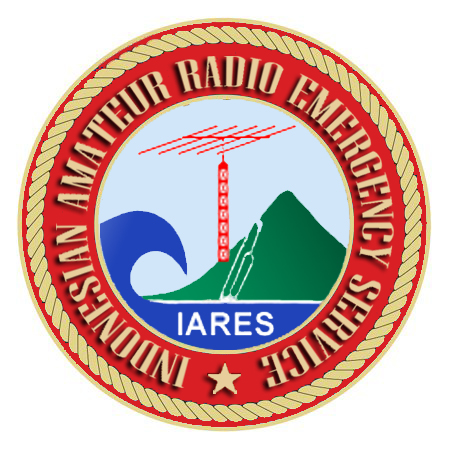 INDONESIAN AMATEUR RADIO EMERGENCY SERVICE
IARES